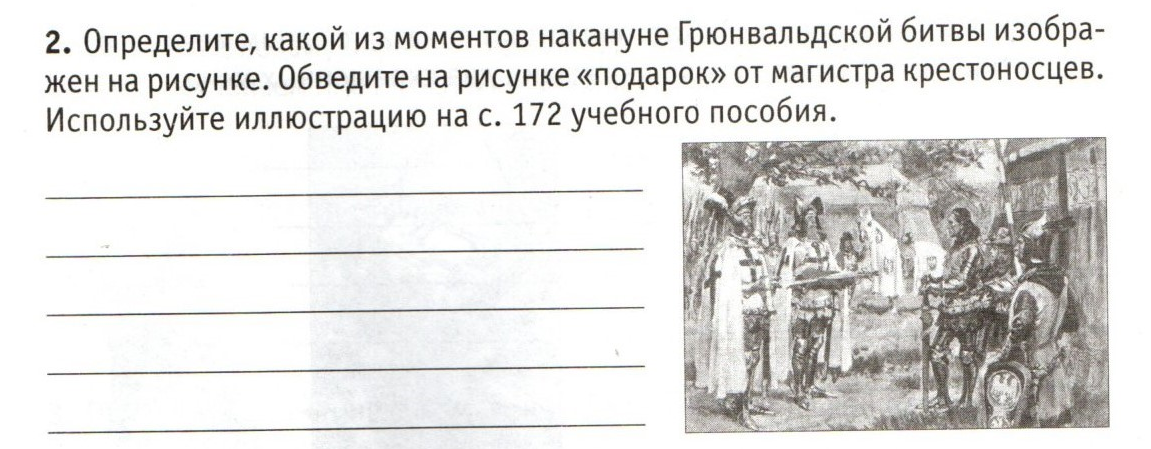 2. Определите, какой из моментов накануне Грюнвальдской битвы изобра-
жен на рисунке. Обведите на рисунке «подарок» от магистра крестоносцев.
Используйте иллюстрацию на с. 172 учебного пособия.